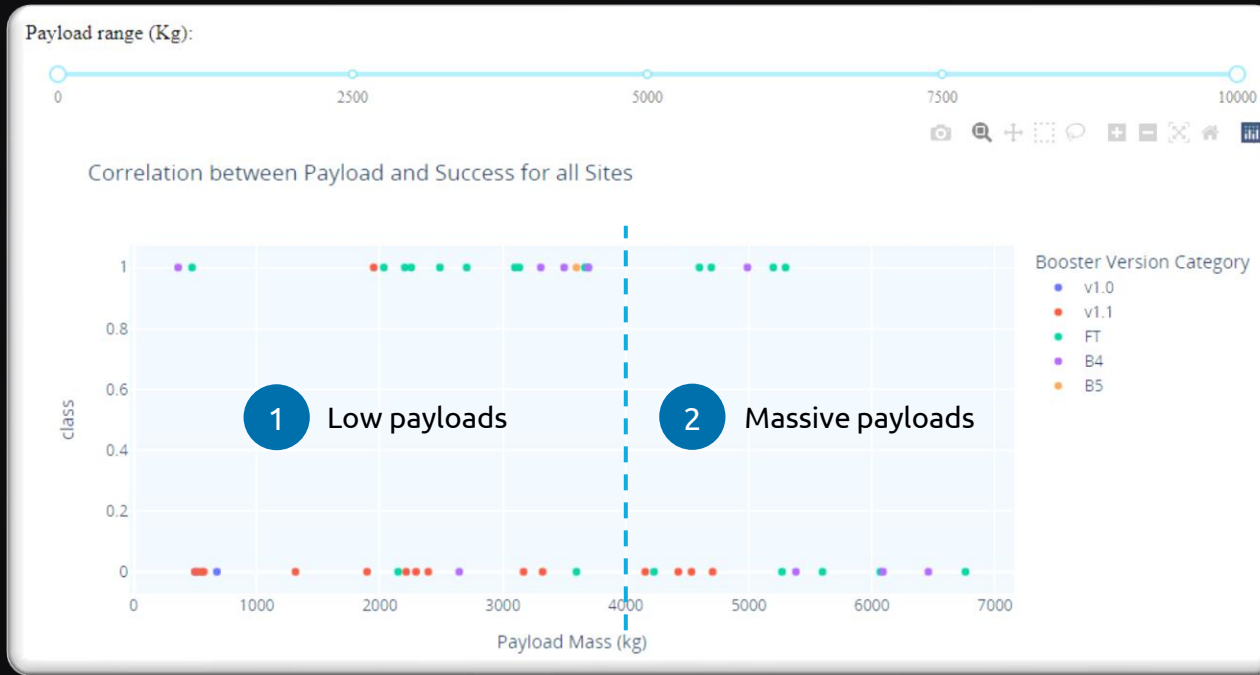 Payload range (Kg):
0 2500 5000 7500 10000
Correlation between Payload and Success for all Sites
Booster Version Category
v1.0
v1.1
FT
B4
B5
1
0.8
0.6
0.4
0.2
0
class
1 Low payloads
2 Massive payloads
0 1000 2000 3000 4000 5000 6000 7000
Payload Mass (kg)